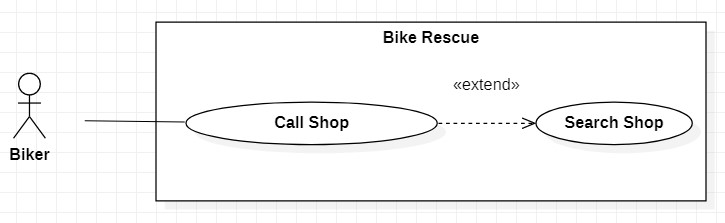 Bike Rescue
«extend»
Call Shop
Search Shop
Biker